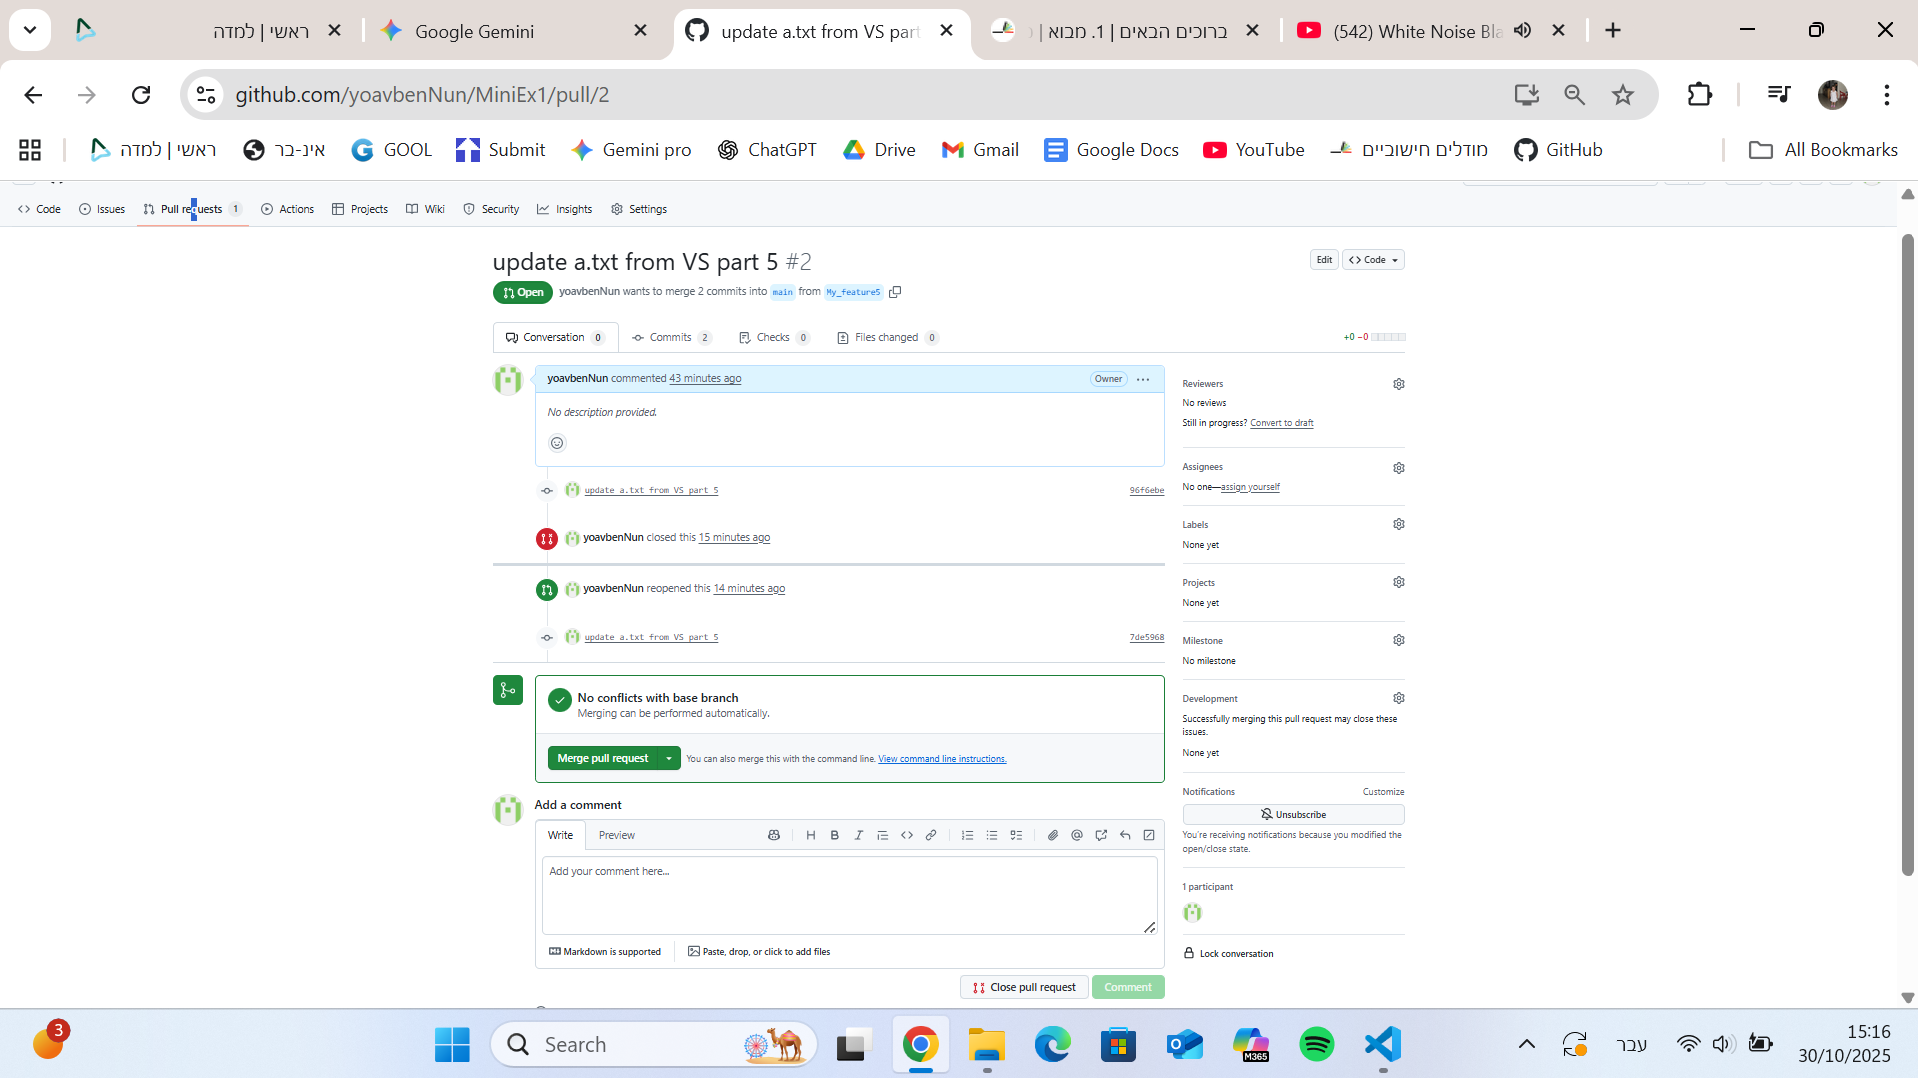 ראשי | למדה
Google Gemini
update a.txt from VS part
ברוכים הבאים | 1. מבוא |
(542) White Noise Bla
github.com/yoavbenNun/MiniEx1/pull/2
ראשי | למדה
אינ-בר
GOOL
Submit
Gemini pro
ChatGPT
Drive
Gmail
Google Docs
YouTube
מודלים חישוביים
GitHub
All Bookmarks
Code
Issues
Pull requests 1
Actions
Projects
Wiki
Security
Insights
Settings
update a.txt from VS part 5 #2
Edit
Code
Open
yoavbenNun wants to merge 2 commits into main from My_feature5
Conversation 0
Commits 2
Checks 0
Files changed 0
+0 −0
yoavbenNun commented 43 minutes ago
Owner
No description provided.
update a.txt from VS part 5
96f6ebe
yoavbenNun closed this 15 minutes ago
yoavbenNun reopened this 14 minutes ago
update a.txt from VS part 5
7de5968
No conflicts with base branch
Merging can be performed automatically.
Merge pull request
You can also merge this with the command line. View command line instructions.
Add a comment
Write
Preview
Add your comment here...
Markdown is supported
Paste, drop, or click to add files
Close pull request
Comment
Reviewers
No reviews
Still in progress? Convert to draft
Assignees
No one—assign yourself
Labels
None yet
Projects
None yet
Milestone
No milestone
Development
Successfully merging this pull request may close these
issues.
None yet
Notifications
Customize
Unsubscribe
You're receiving notifications because you modified the
open/close state.
1 participant
Lock conversation
3
Search
M365
עבר
15:16
30/10/2025